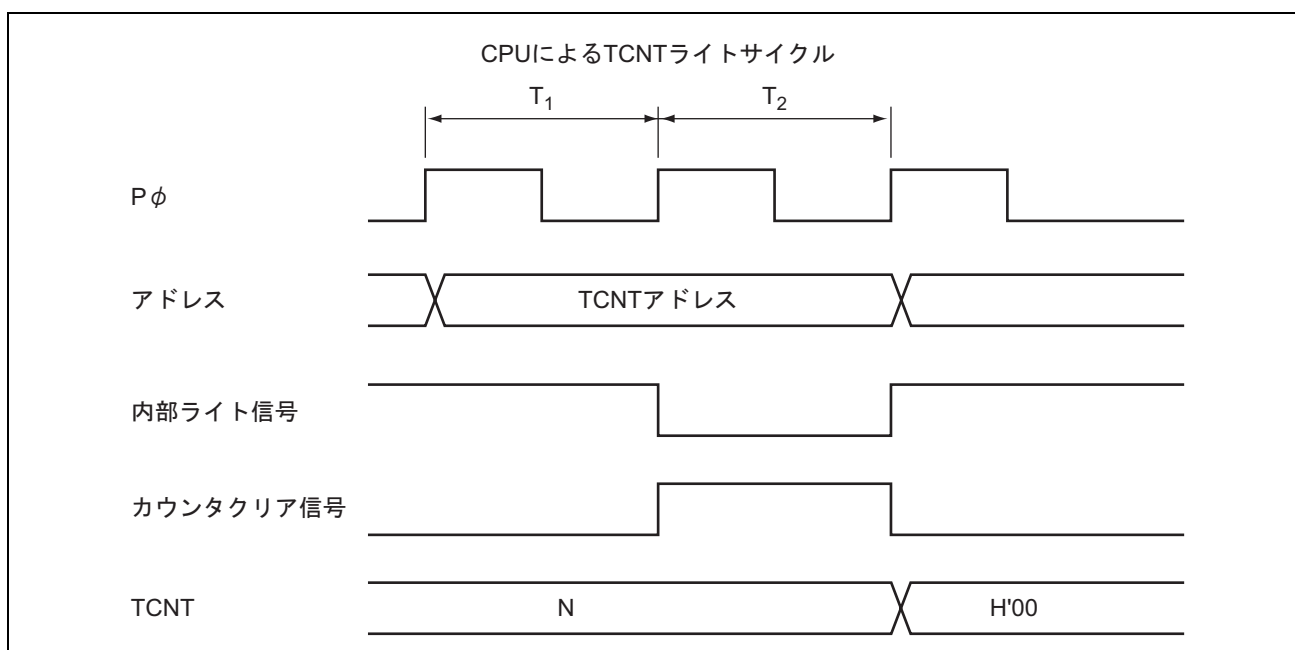 CPUによるTCNTライトサイクル
T1 T2
Pφ
アドレス TCNTアドレス
内部ライト信号
カウンタクリア信号
TCNT N H'00